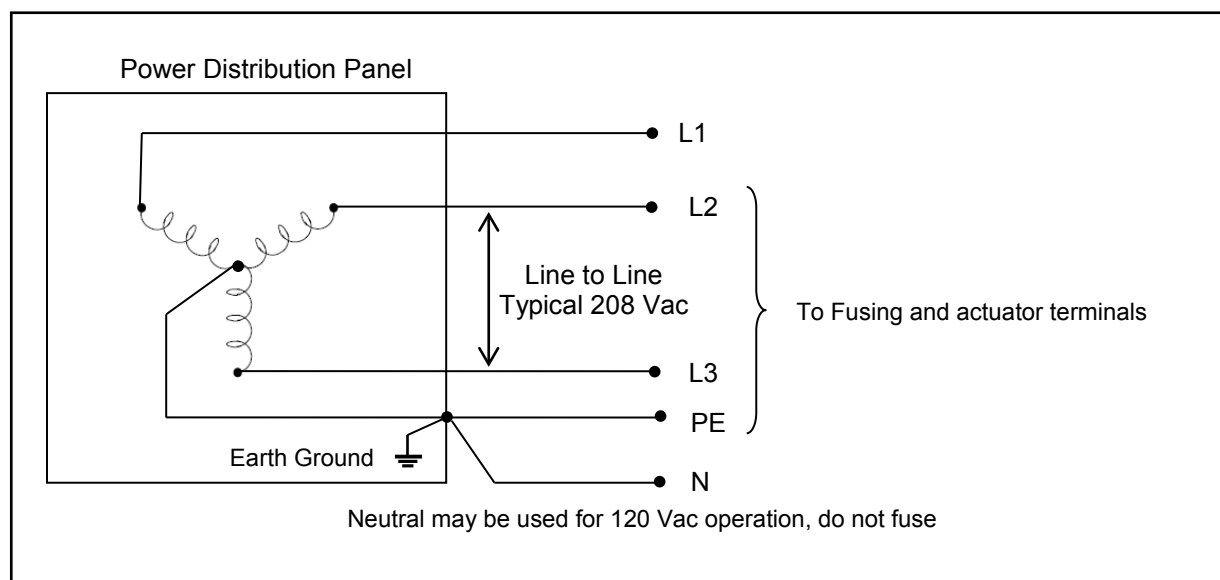 Power Distribution Panel
L1
L2
Line to Line
Typical 208 Vac
To Fusing and actuator terminals
L3
PE
Earth Ground
N
Neutral may be used for 120 Vac operation, do not fuse